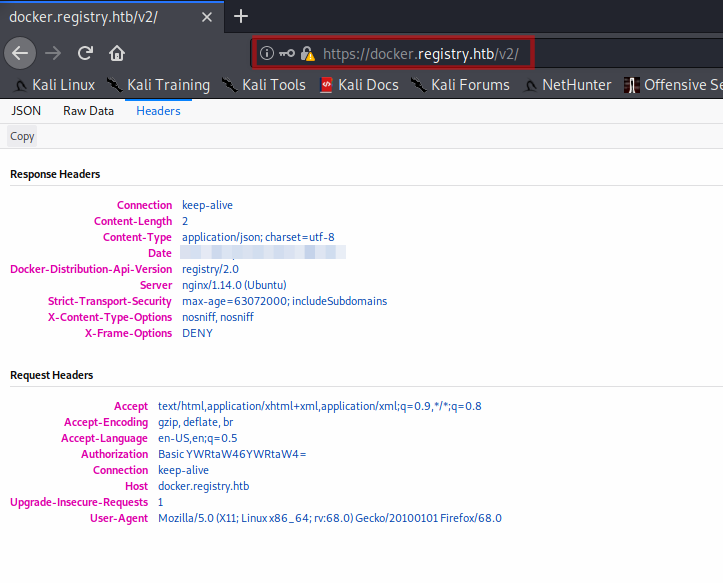 docker.registry.htb/v2/
https://docker.registry.htb/v2/
Kali Linux Kali Training Kali Tools Kali Docs Kali Forums NetHunter Offensive Se
JSON Raw Data Headers
Copy
Response Headers
Connection keep-alive
Content-Length 2
Content-Type application/json; charset=utf-8
Date
Docker-Distribution-Api-Version registry/2.0
Server nginx/1.14.0 (Ubuntu)
Strict-Transport-Security max-age=63072000; includeSubdomains
X-Content-Type-Options nosniff, nosniff
X-Frame-Options DENY
Request Headers
Accept text/html,application/xhtml+xml,application/xml;q=0.9,*/*;q=0.8
Accept-Encoding gzip, deflate, br
Accept-Language en-US,en;q=0.5
Authorization Basic YWRtaW46YWRtaW4=
Connection keep-alive
Host docker.registry.htb
Upgrade-Insecure-Requests 1
User-Agent Mozilla/5.0 (X11; Linux x86_64; rv:68.0) Gecko/20100101 Firefox/68.0